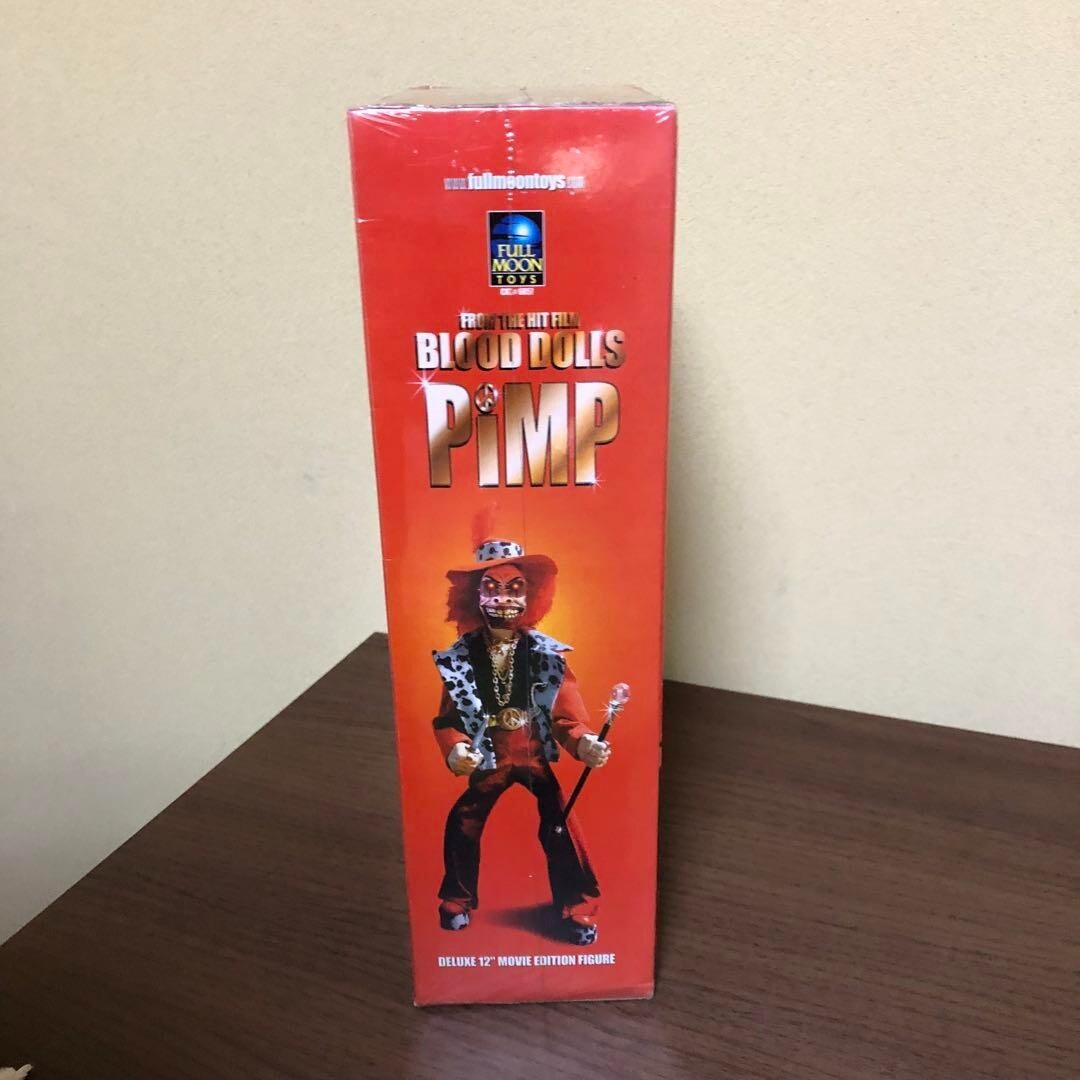 www.fullmoontoys.com
FULL
MOON
TOYS
FROM THE HIT FILM
BLOOD DOLLS
PiMP
DELUXE 12" MOVIE EDITION FIGURE